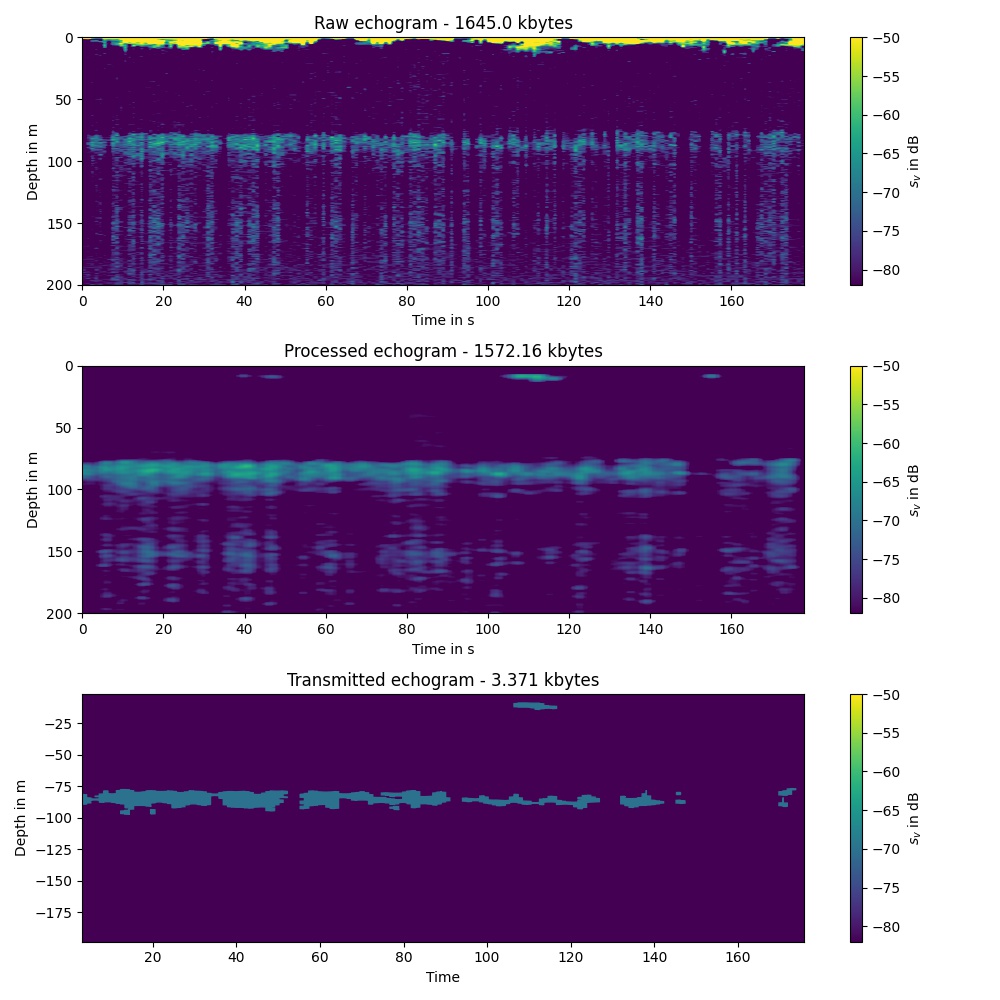 Raw echogram - 1645.0 kbytes
0
50
100
150
200
Depth in m
0 20 40 60 80 100 120 140 160
Time in s
−50
−55
−60
−65
−70
−75
−80
sv in dB
Processed echogram - 1572.16 kbytes
0
50
100
150
200
Depth in m
0 20 40 60 80 100 120 140 160
Time in s
−50
−55
−60
−65
−70
−75
−80
sv in dB
Transmitted echogram - 3.371 kbytes
−25
−50
−75
−100
−125
−150
−175
Depth in m
20 40 60 80 100 120 140 160
Time
−50
−55
−60
−65
−70
−75
−80
sv in dB